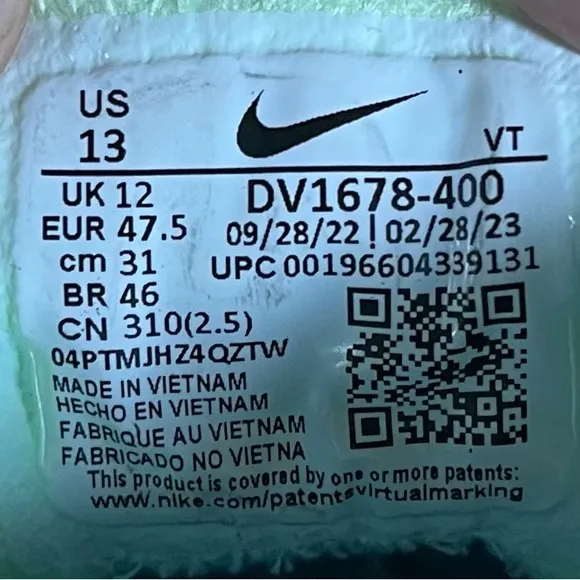 US
13
VT
UK 12
DV1678-400
EUR 47.5
09/28/22 | 02/28/23
cm 31
UPC 00196604339131
BR 46
CN 310(2.5)
04PTMJHZ4QZTW
MADE IN VIETNAM
HECHO EN VIETNAM
FABRIQUE AU VIETNAM
FABRICADO NO VIETNA
This product is covered by one or more patents:
www.nike.com/patentsvirtualmarking